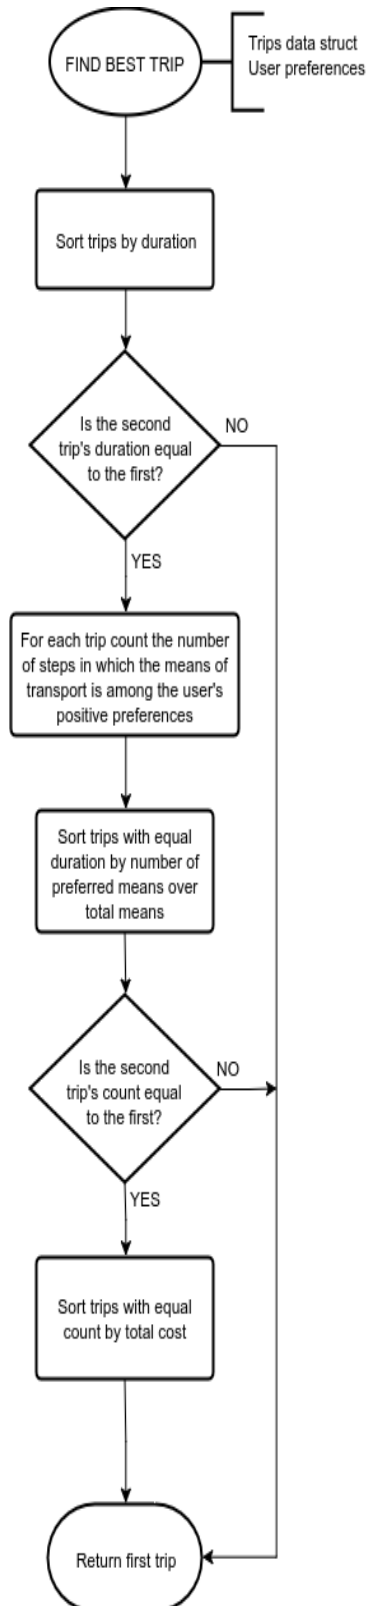 FIND BEST TRIP
Trips data struct
User preferences
Sort trips by duration
Is the second
trip's duration equal
to the first?
NO
YES
For each trip count the number
of steps in which the means of
transport is among the user's
positive preferences
Sort trips with equal
duration by number of
preferred means over
total means
Is the second
trip's count equal
to the first?
NO
YES
Sort trips with equal
count by total cost
Return first trip